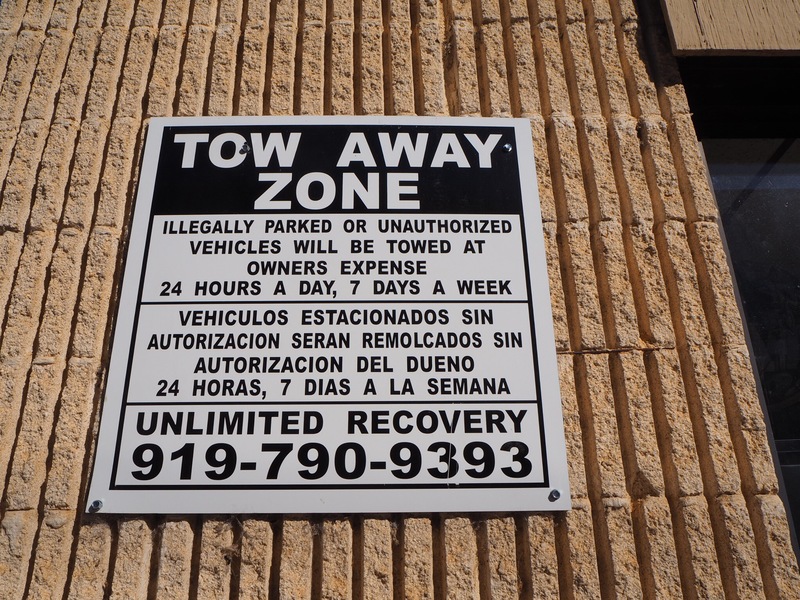 TOW AWAY
ZONE
ILLEGALLY PARKED OR UNAUTHORIZED
VEHICLES WILL BE TOWED AT
OWNERS EXPENSE
24 HOURS A DAY, 7 DAYS A WEEK
VEHICULOS ESTACIONADOS SIN
AUTORIZACION SERAN REMOLCADOS SIN
AUTORIZACION DEL DUENO
24 HORAS, 7 DIAS A LA SEMANA
UNLIMITED RECOVERY
919-790-9393